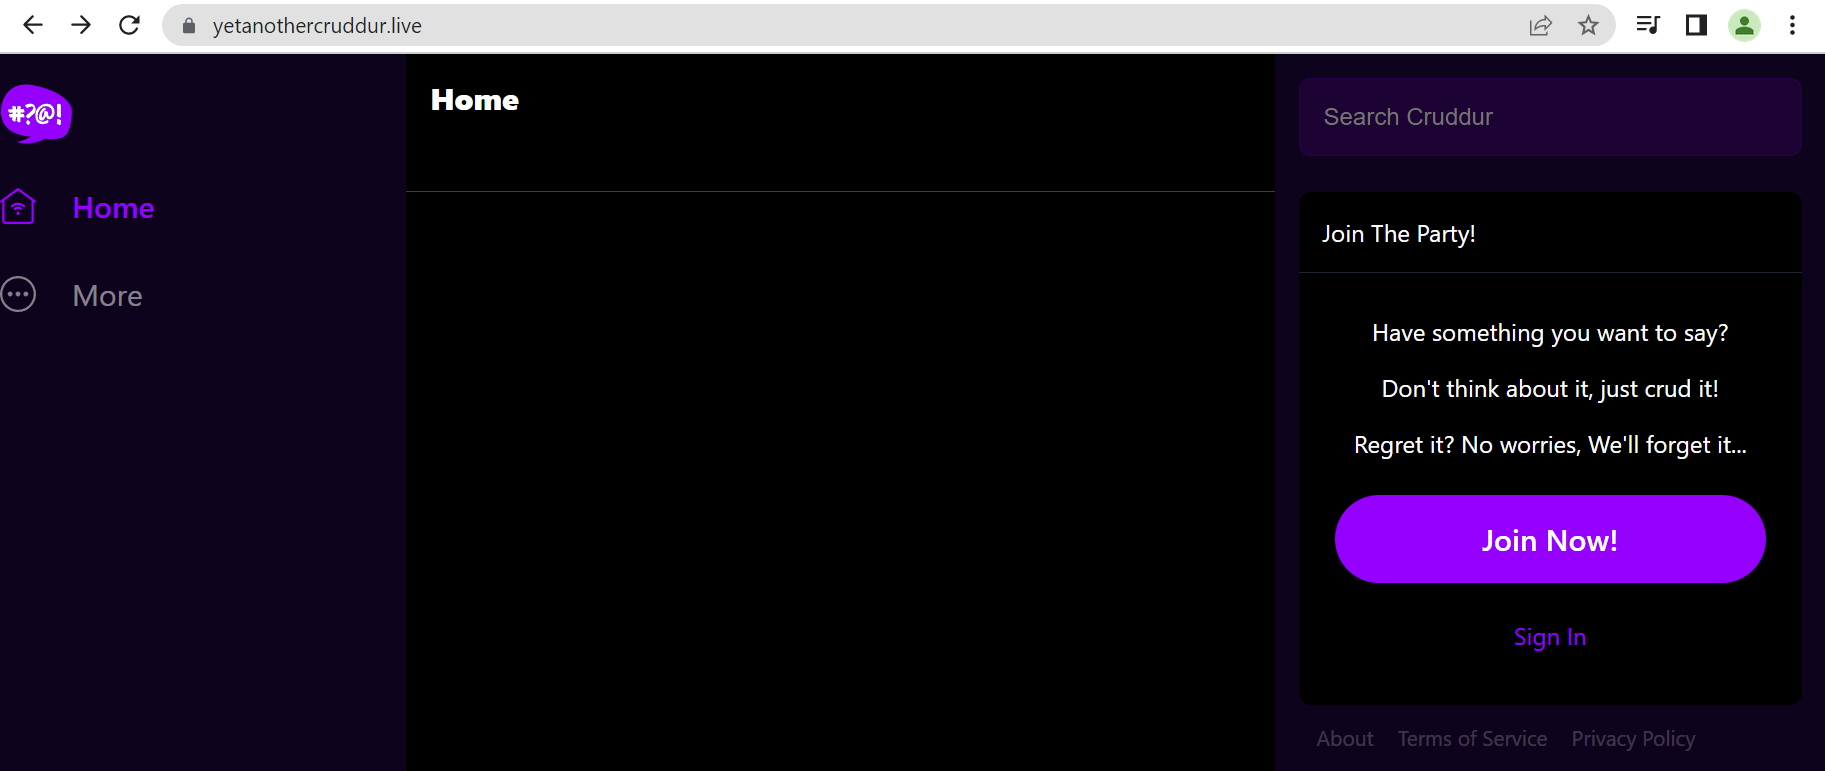 yetanothercruddur.live
#?@!
Home
More
Home
Search Cruddur
Join The Party!
Have something you want to say?
Don't think about it, just crud it!
Regret it? No worries, We'll forget it...
Join Now!
Sign In
About Terms of Service Privacy Policy